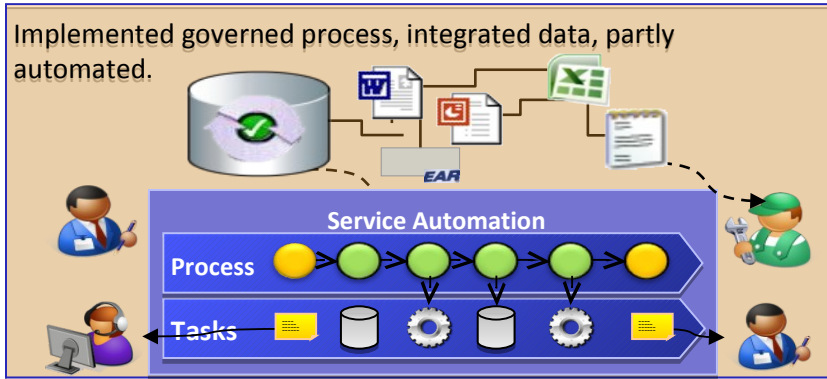 Implemented governed process, integrated data, partly
automated.
W
X
C
EAR
Service Automation
Process
Tasks